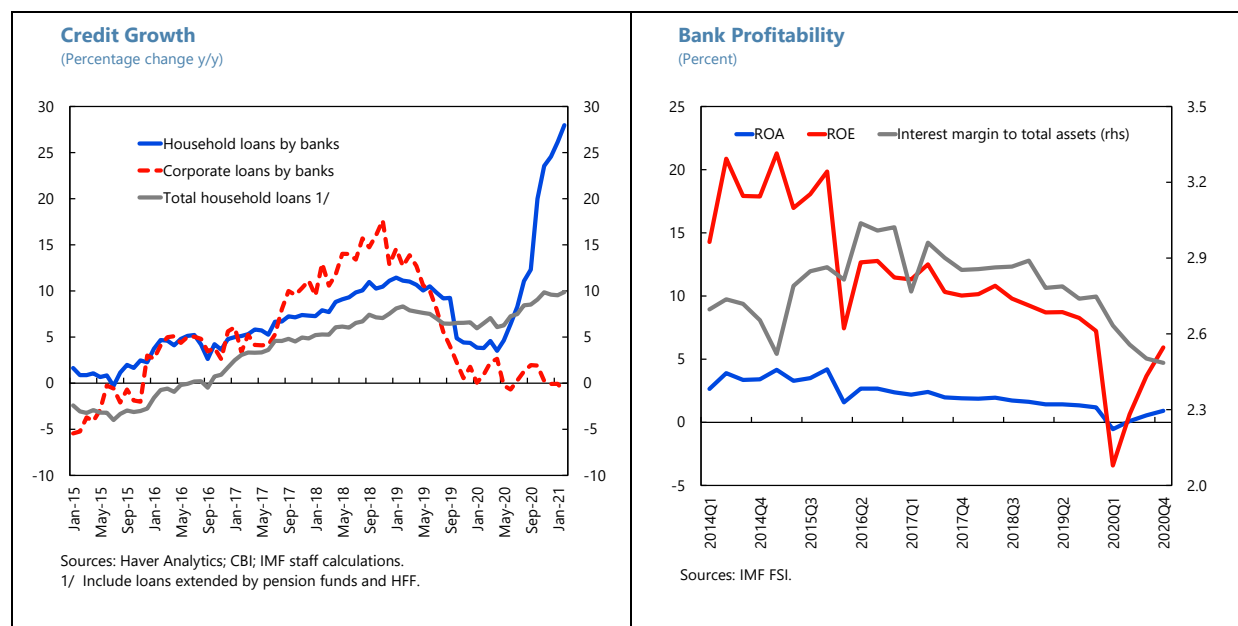 Credit Growth
(Percentage change y/y)
30
25
20
15
10
5
0
-5
-10
30
25
20
15
10
5
0
-5
-10
Household loans by banks
Corporate loans by banks
Total household loans 1/
Jan-15
May-15
Sep-15
Jan-16
May-16
Sep-16
Jan-17
May-17
Sep-17
Jan-18
May-18
Sep-18
Jan-19
May-19
Sep-19
Jan-20
May-20
Sep-20
Jan-21
Sources: Haver Analytics; CBI; IMF staff calculations.
1/ Include loans extended by pension funds and HFF.
Bank Profitability
(Percent)
25
20
15
10
5
0
-5
3.5
3.2
2.9
2.6
2.3
2.0
ROA ROE Interest margin to total assets (rhs)
2014Q1
2014Q4
2015Q3
2016Q2
2017Q1
2017Q4
2018Q3
2019Q2
2020Q1
2020Q4
Sources: IMF FSI.